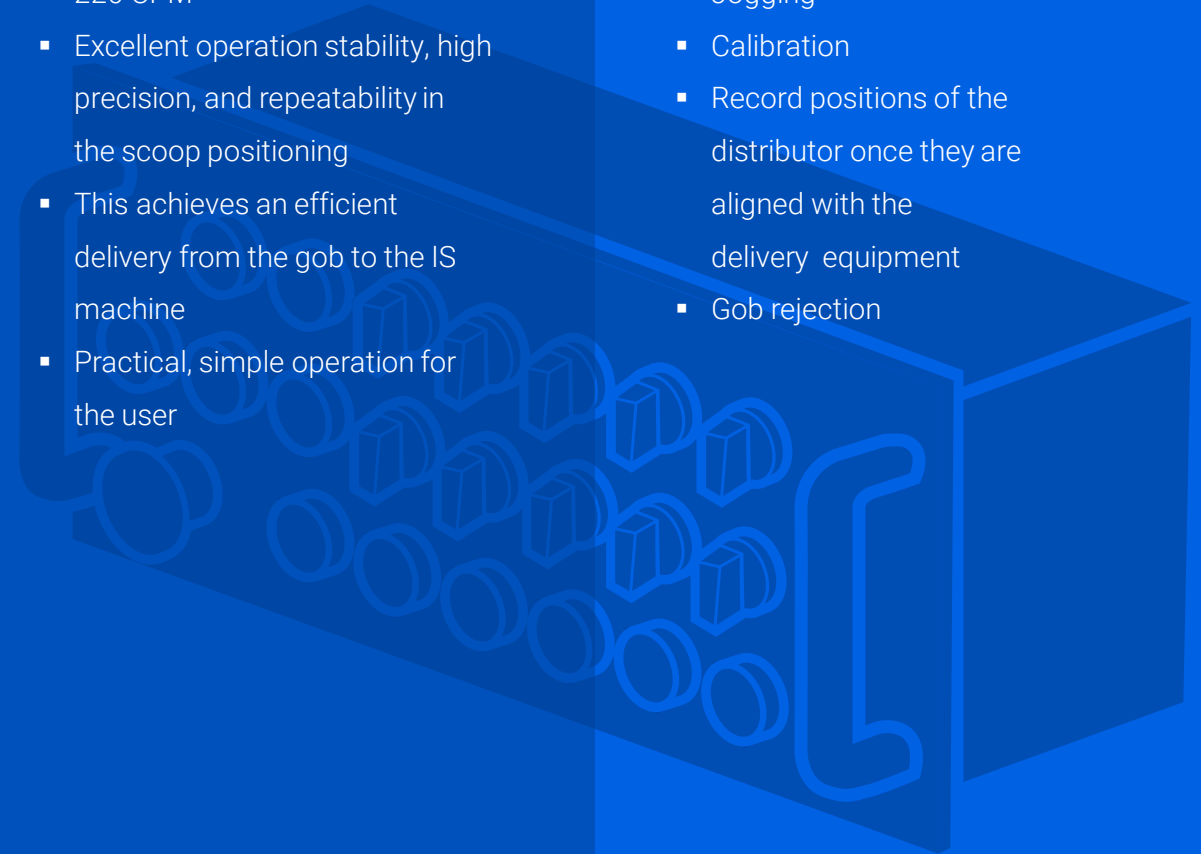 ▪ Excellent operation stability, high
precision, and repeatability in
the scoop positioning
▪ This achieves an efficient
delivery from the gob to the IS
machine
▪ Practical, simple operation for
the user
▪ Calibration
▪ Record positions of the
distributor once they are
aligned with the
delivery equipment
▪ Gob rejection